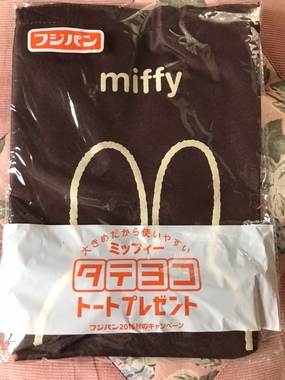 フジパン
miffy
大きめだから使いやすい
ミッフィー
タテヨコ
トートプレゼント
フジパン2016秋のキャンペーン